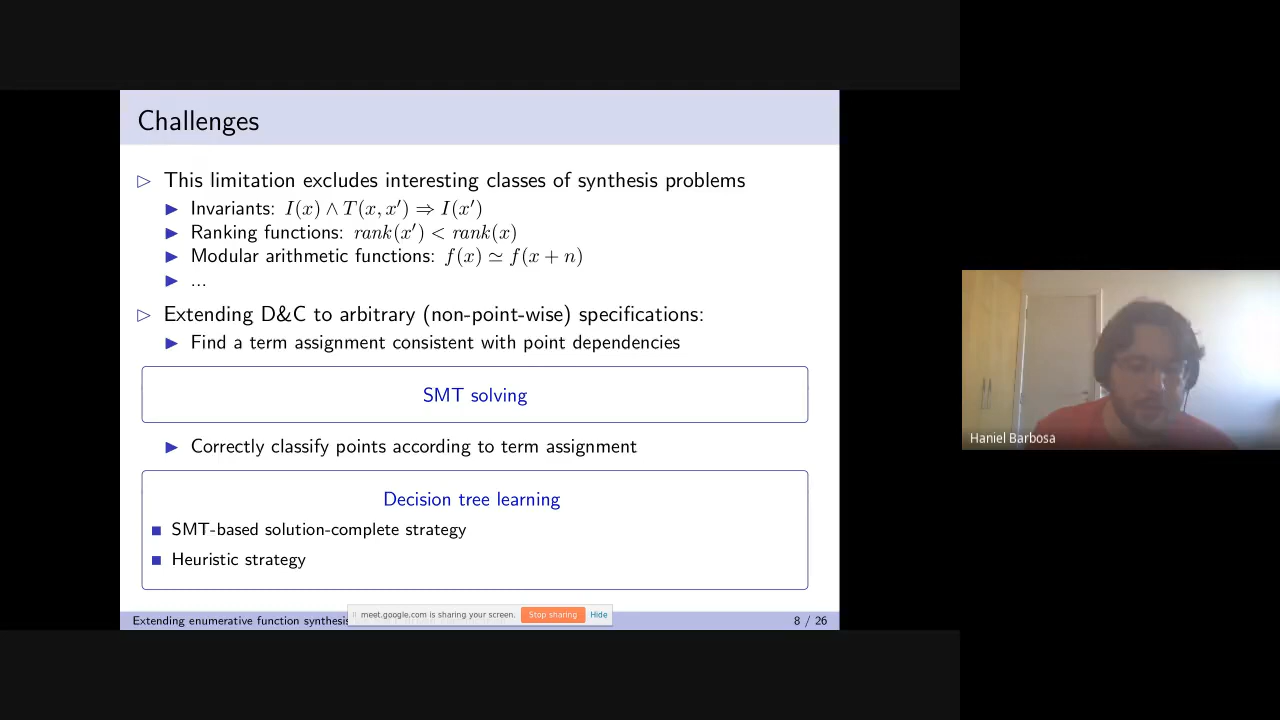 Challenges
▷ This limitation excludes interesting classes of synthesis problems
▶ Invariants: I(x) ∧ T(x, x′) ⇒ I(x′)
▶ Ranking functions: rank(x′) < rank(x)
▶ Modular arithmetic functions: f(x) ≃ f(x + n)
▶ ...
▷ Extending D&C to arbitrary (non-point-wise) specifications:
▶ Find a term assignment consistent with point dependencies
SMT solving
▶ Correctly classify points according to term assignment
Decision tree learning
■ SMT-based solution-complete strategy
■ Heuristic strategy
Extending enumerative function synthesis
meet.google.com is sharing your screen. Stop sharing Hide
8 / 26
Haniel Barbosa